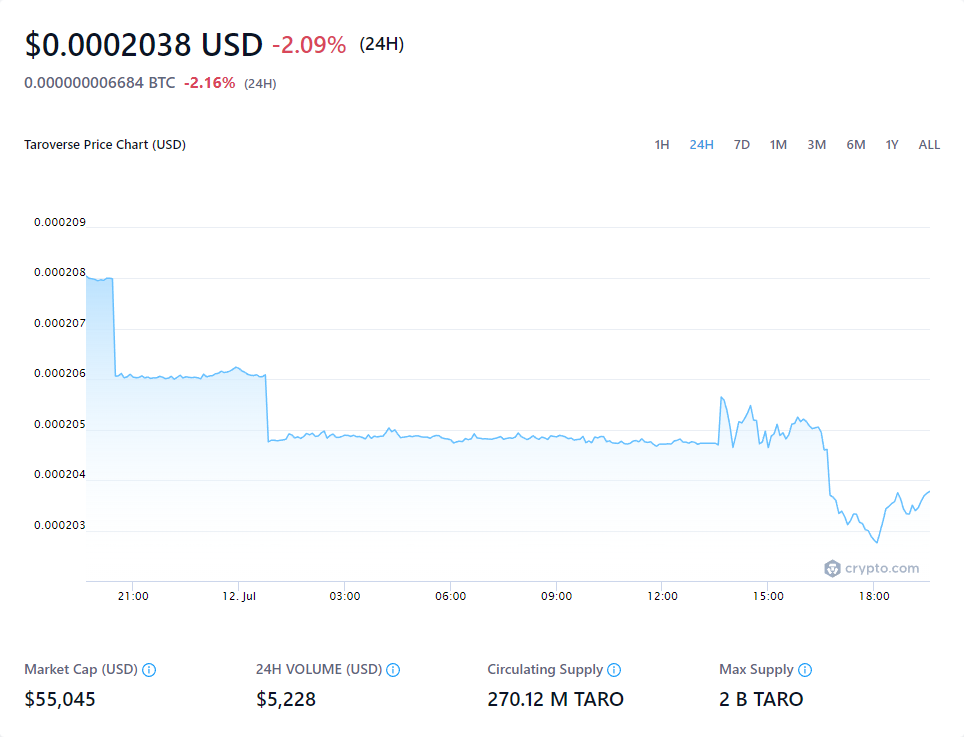 $0.0002038 USD -2.09% (24H)
0.000000006684 BTC -2.16% (24H)
Taroverse Price Chart (USD) 1H 24H 7D 1M 3M 6M 1Y ALL
0.000209
0.000208
0.000207
0.000206
0.000205
0.000204
0.000203
crypto.com
21:00 12. Jul 03:00 06:00 09:00 12:00 15:00 18:00
Market Cap (USD) 24H VOLUME (USD) Circulating Supply Max Supply
$55,045 $5,228 270.12 M TARO 2 B TARO